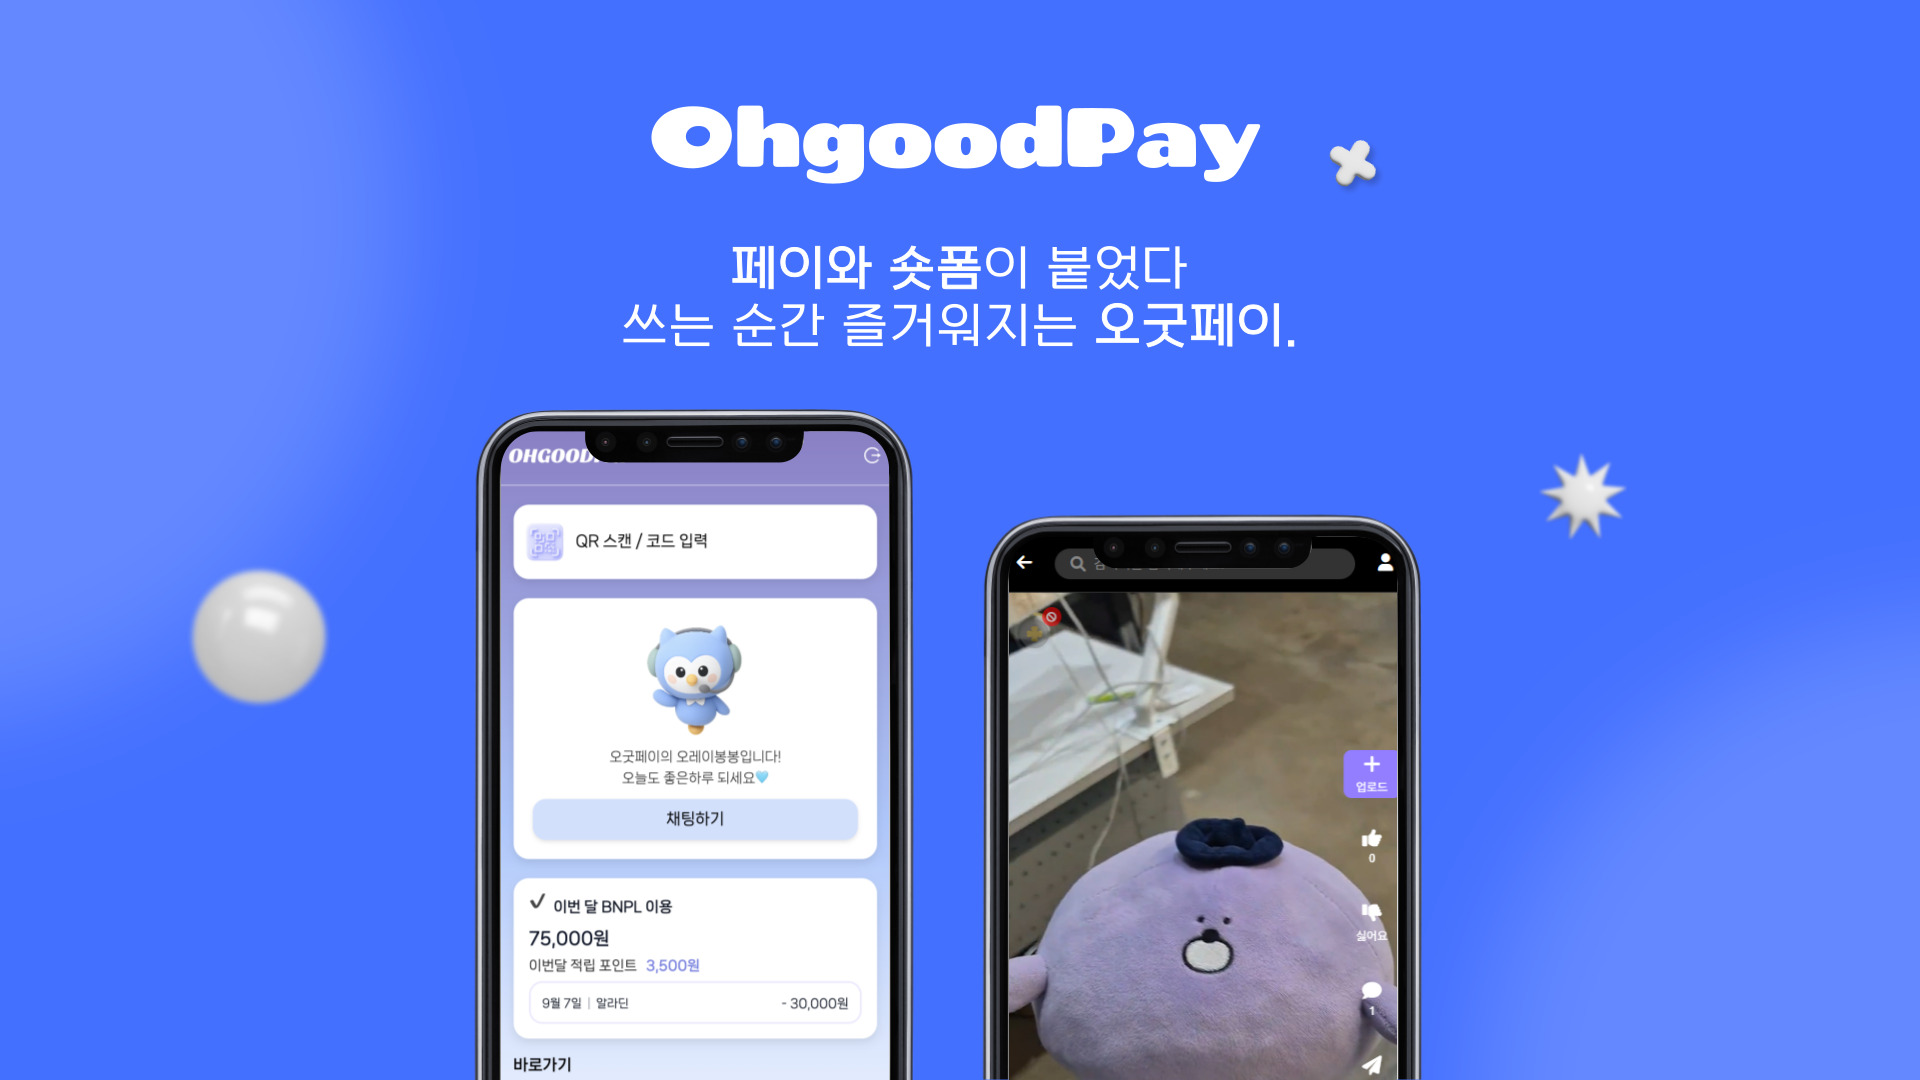 OhgoodPay
페이와 숏폼이 붙었다
쓰는 순간 즐거워지는 오굿페이.
QR 스캔 / 코드 입력
오굿페이의 오레이봉봉입니다!
오늘도 좋은하루 되세요🩵
채팅하기
✓ 이번 달 BNPL 이용
75,000원
이번달 적립 포인트 3,500원
9월 7일 | 알라딘 - 30,000원
바로가기
업로드
0
싫어요
1